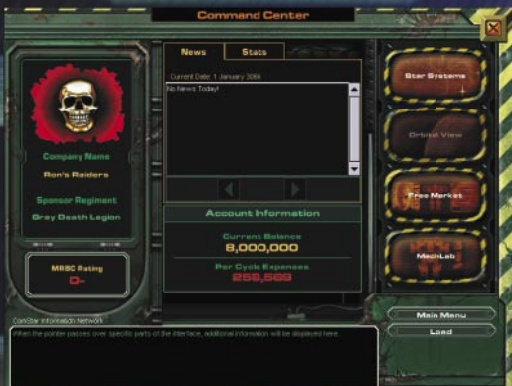 Command Center
News
Stats
Current Date: 1 January 3066
No News Today!
Company Name
Ron's Raiders
Sponsor Regiment
Gray Death Legion
MRBC Rating
D-
Account Information
Current Balance
8,000,000
Per Cycle Expenses
258,569
Star Systems
Orbital View
Free Market
MechLab
Main Menu
Load
ComStar Information Network
When the pointer passes over specific parts of the interface, additional information will be displayed here.